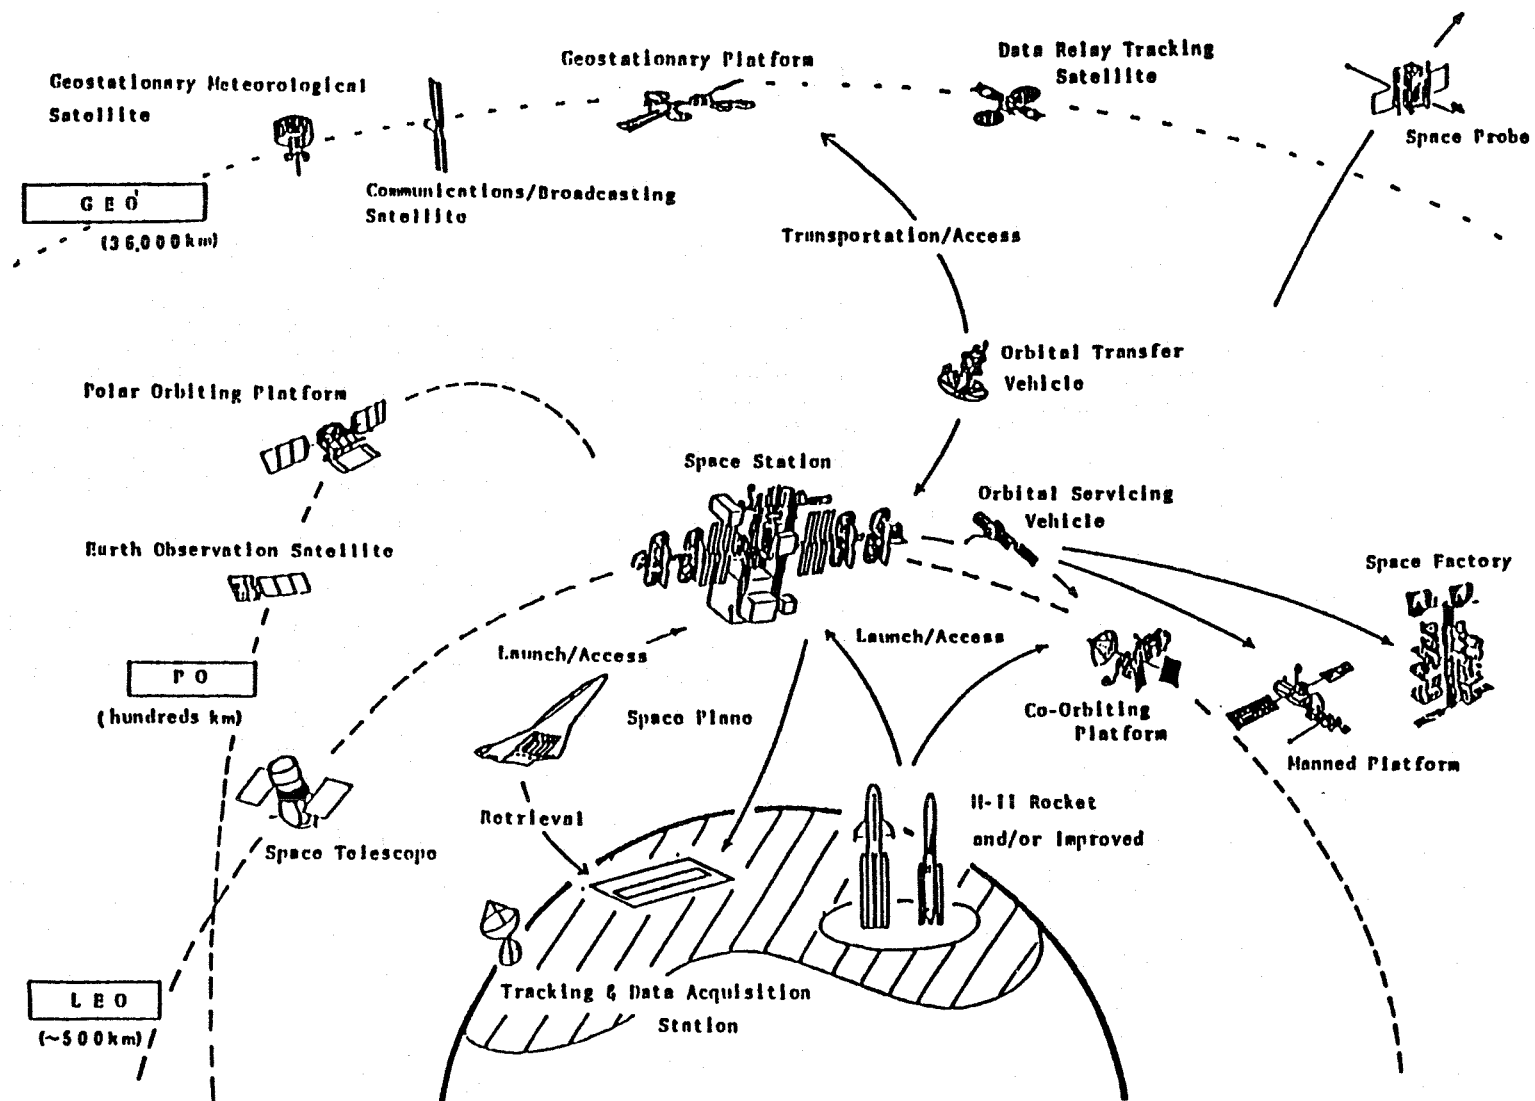 Geostationary Platform
Data Relay Tracking
Satellite
Geostationary Meteorological
Satellite
Space Probe
Communications/Broadcasting
Satellite
GEO
(36,000km)
Transportation/Access
Orbital Transfer
Vehicle
Polar Orbiting Platform
Space Station
Orbital Servicing
Vehicle
Earth Observation Satellite
Space Factory
Launch/Access
Launch/Access
PO
(hundreds km)
Space Plane
Co-Orbiting
Platform
Manned Platform
Retrieval
H-II Rocket
and/or Improved
Space Telescope
Tracking & Data Acquisition
Station
LEO
(~500km)